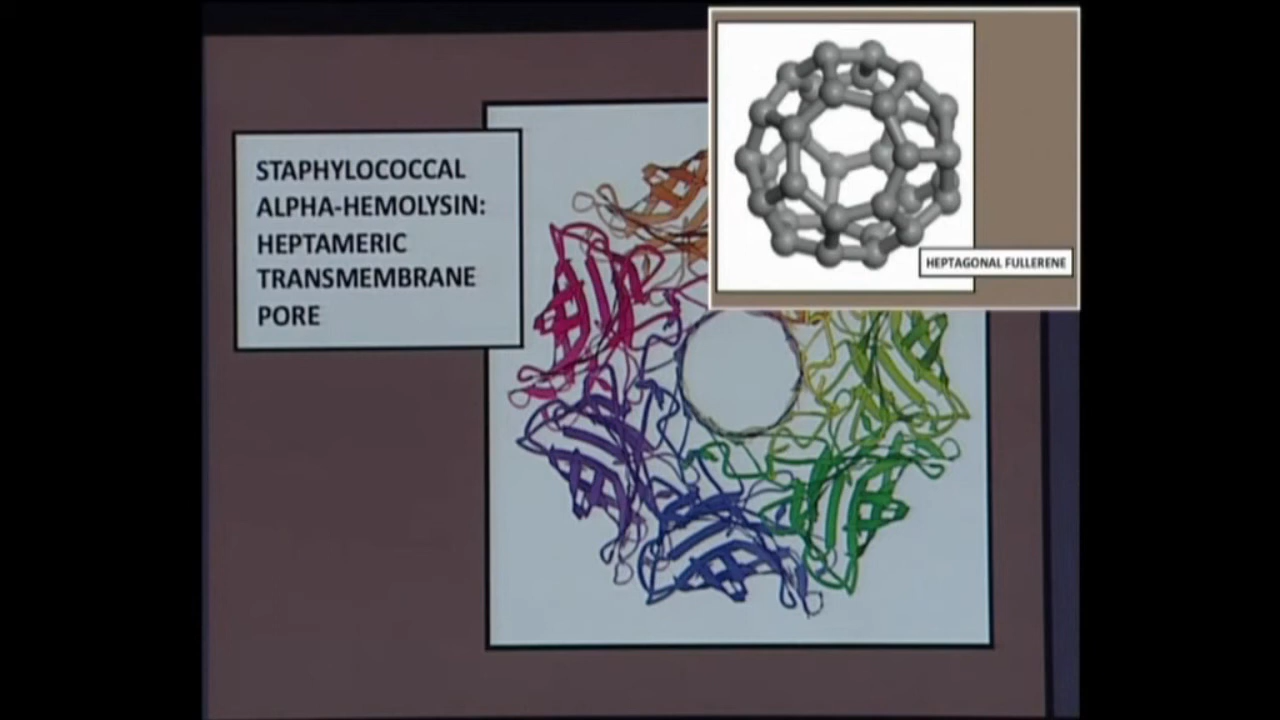 STAPHYLOCOCCAL
ALPHA-HEMOLYSIN:
HEPTAMERIC
TRANSMEMBRANE
PORE
HEPTAGONAL FULLERENE